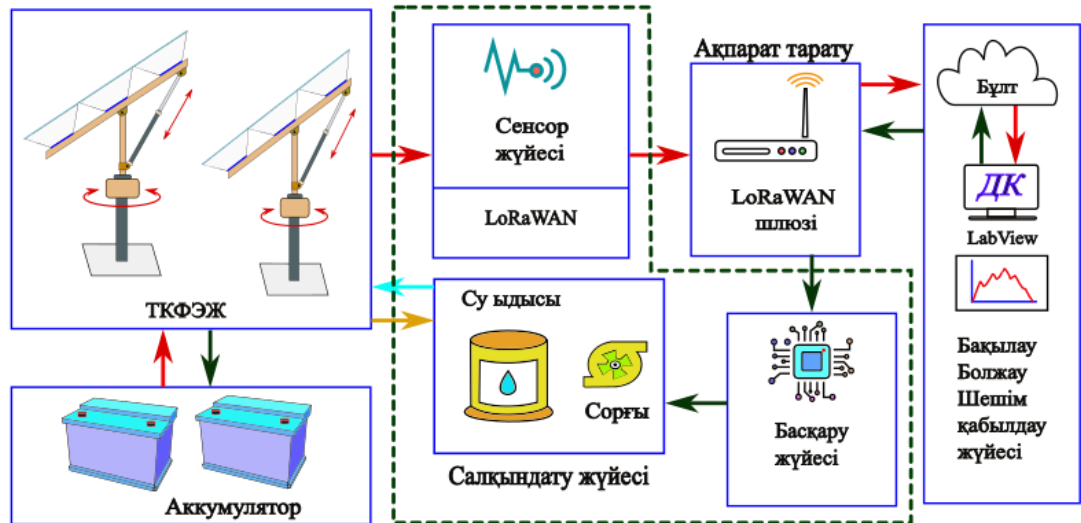 ТКФЭЖ
Аккумулятор
Сенсор
жүйесі
LoRaWAN
Су ыдысы
Сорғы
Салқындату жүйесі
Ақпарат тарату
LoRaWAN
шлюзі
Басқару
жүйесі
Бұлт
ДК
LabView
Бақылау
Болжау
Шешім
қабылдау
жүйесі